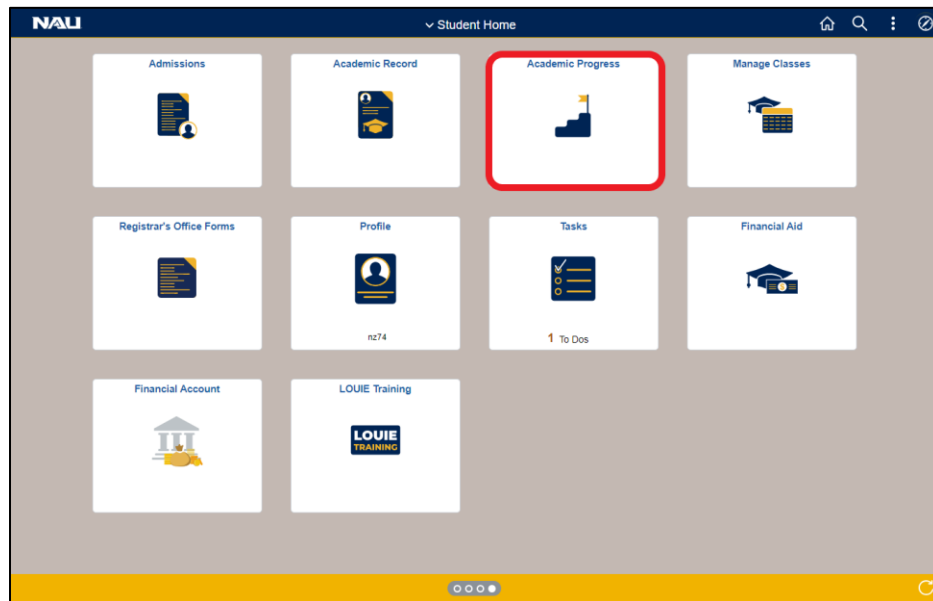 NAU
Student Home
Admissions
Academic Record
Academic Progress
Manage Classes
Registrar's Office Forms
Profile
Tasks
Financial Aid
nz74
1 To Dos
Financial Account
LOUIE Training
LOUIE
TRAINING